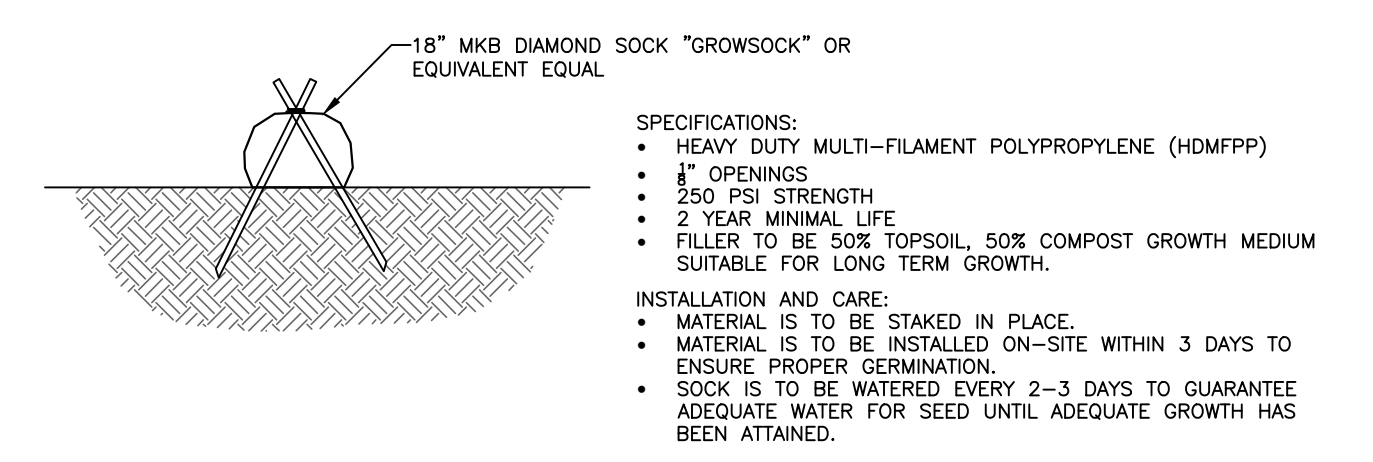 18" MKB DIAMOND SOCK "GROWSOCK" OR
EQUIVALENT EQUAL
SPECIFICATIONS:
• HEAVY DUTY MULTI-FILAMENT POLYPROPYLENE (HDMFPP)
• 1/8" OPENINGS
• 250 PSI STRENGTH
• 2 YEAR MINIMAL LIFE
• FILLER TO BE 50% TOPSOIL, 50% COMPOST GROWTH MEDIUM
SUITABLE FOR LONG TERM GROWTH.
INSTALLATION AND CARE:
• MATERIAL IS TO BE STAKED IN PLACE.
• MATERIAL IS TO BE INSTALLED ON-SITE WITHIN 3 DAYS TO
ENSURE PROPER GERMINATION.
• SOCK IS TO BE WATERED EVERY 2-3 DAYS TO GUARANTEE
ADEQUATE WATER FOR SEED UNTIL ADEQUATE GROWTH HAS
BEEN ATTAINED.